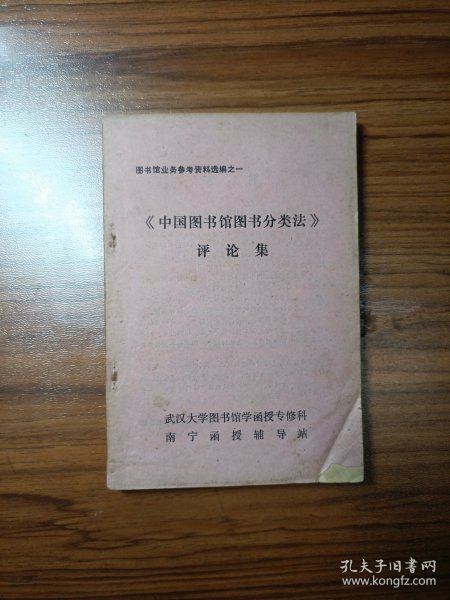 图书馆业务参考资料选编之一
《中国图书馆图书分类法》
评论集
武汉大学图书馆学函授专修科
南宁函授辅导站
孔夫子旧书网
www.kongfz.com